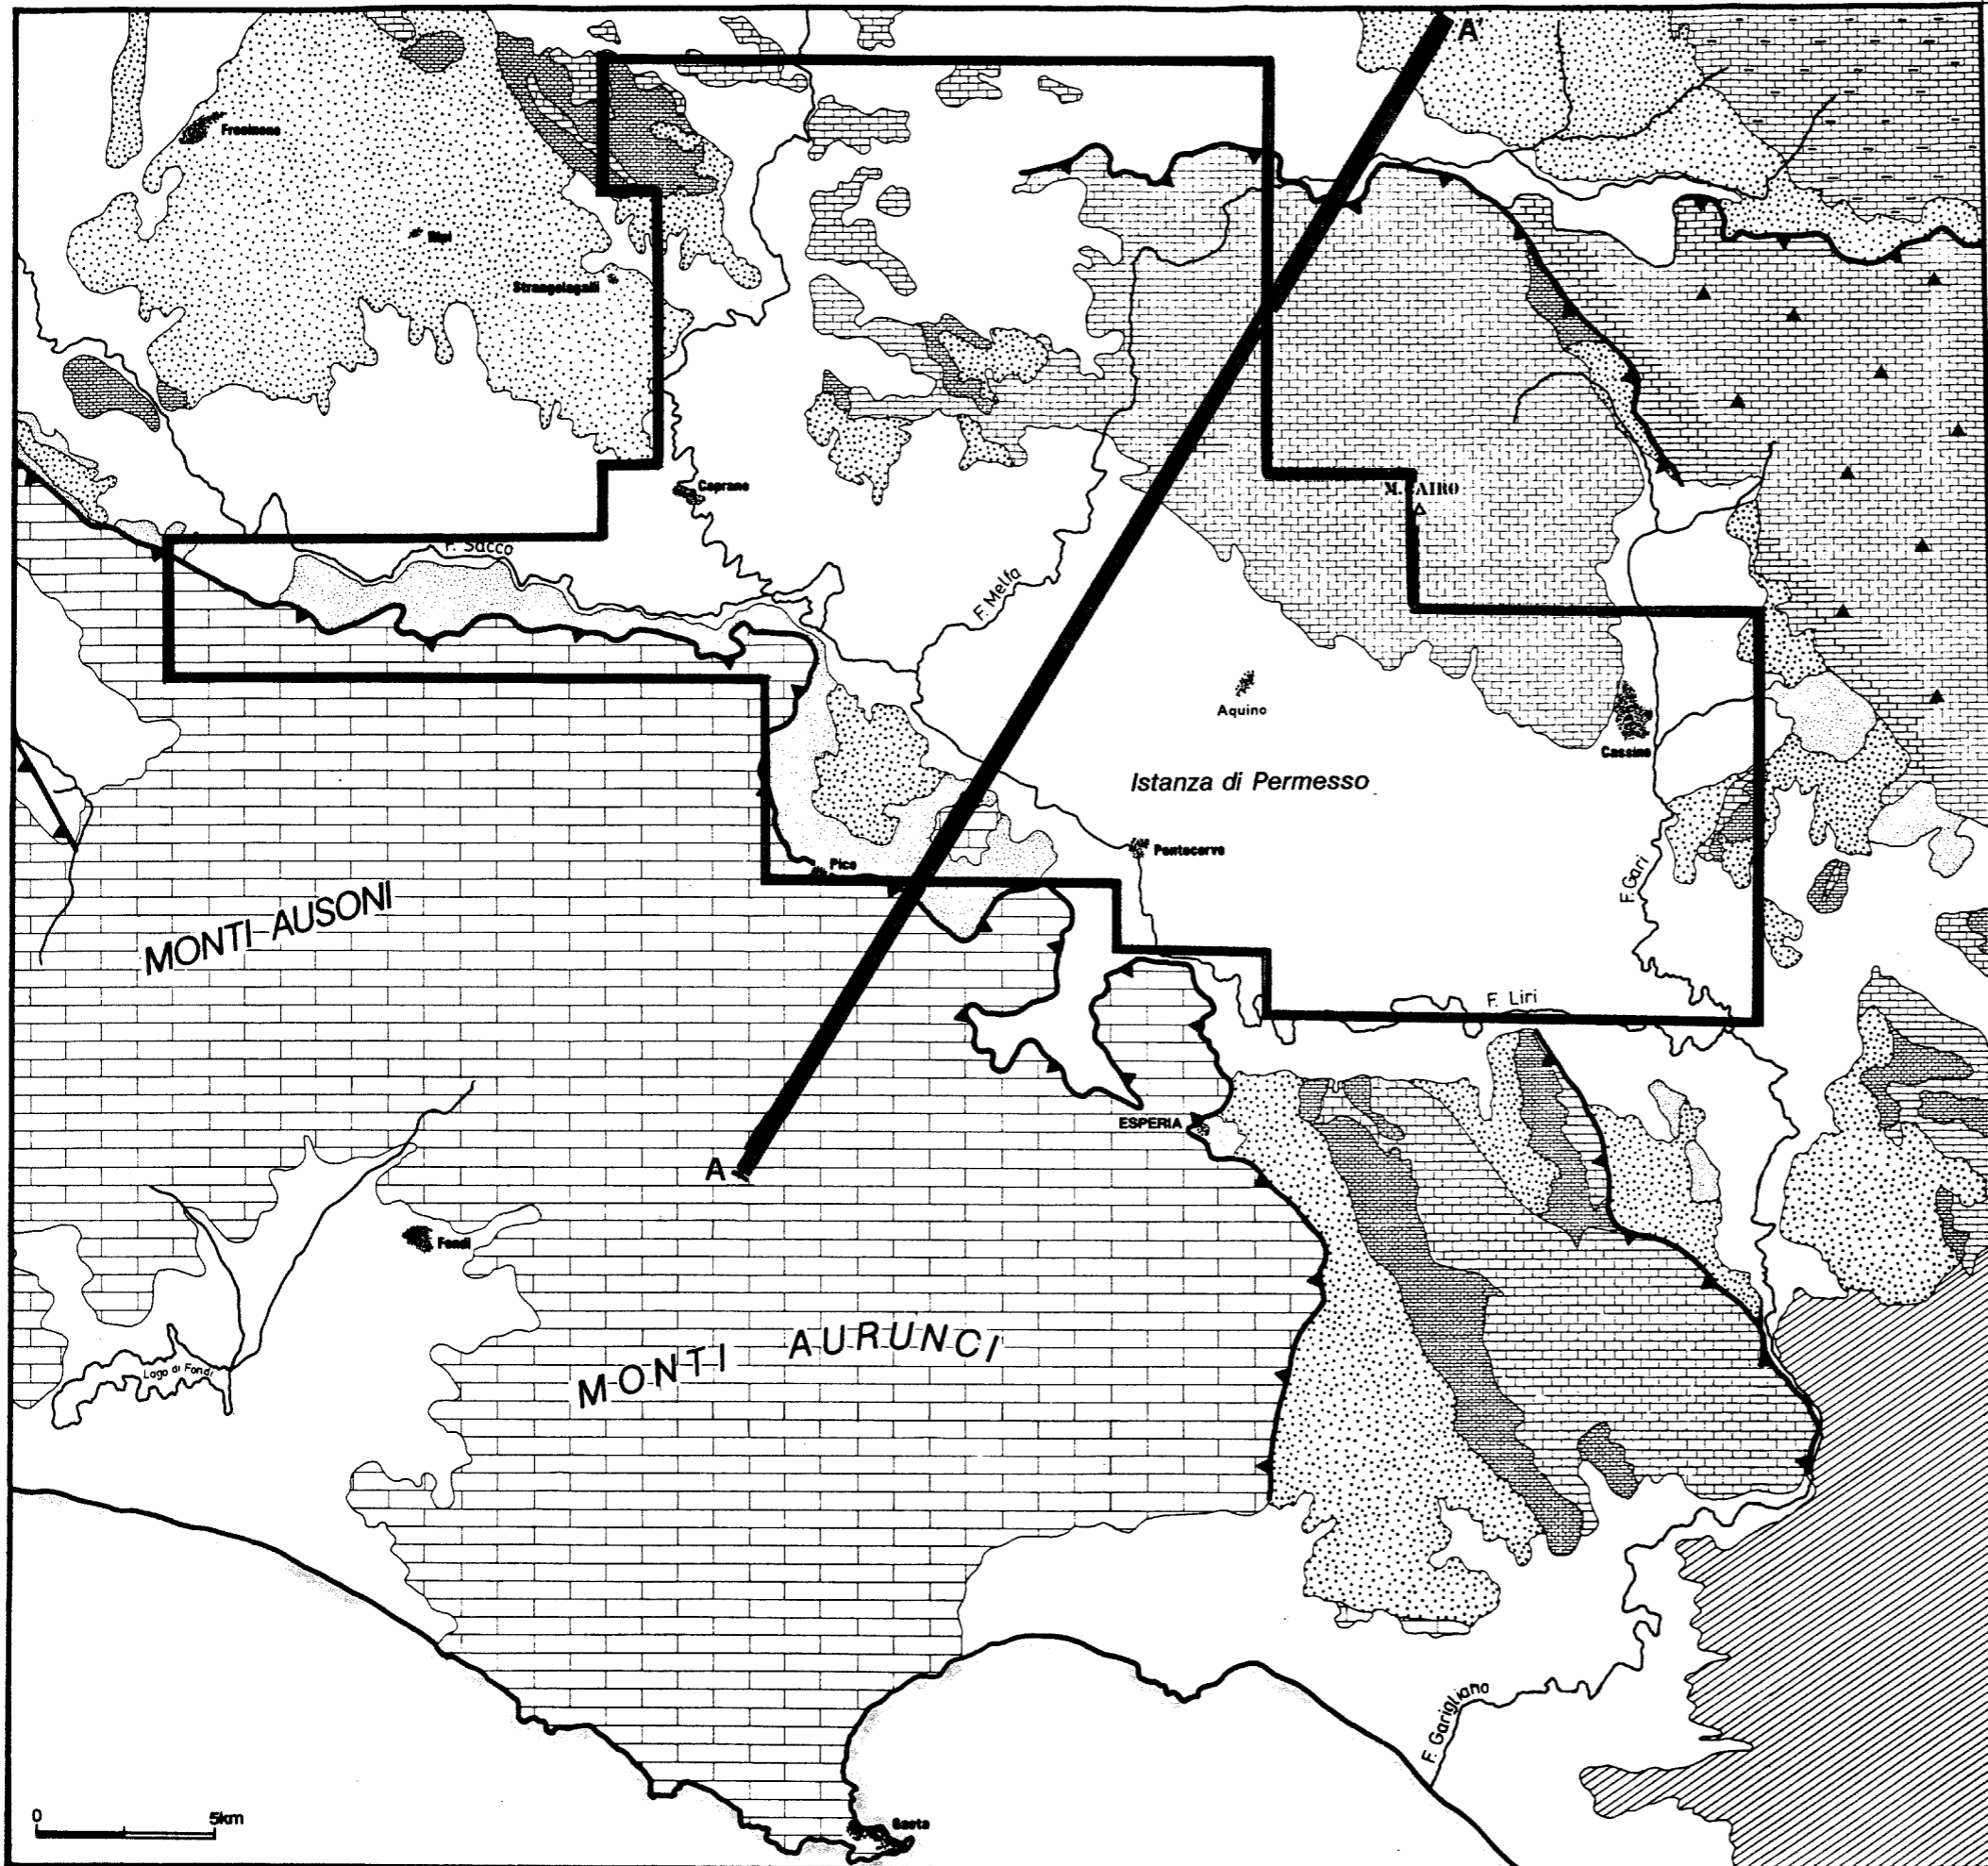 A'
Frosinone
Ripi
Strangolagalli
Ceprano
M. CAIRO
F. Sacco
F. Melfa
Aquino
Cassino
Istanza di Permesso
Pontecorvo
Pico
F. Gari
MONTI AUSONI
F. Liri
ESPERIA
A
Fondi
MONTI AURUNCI
Lago di Fondi
F. Garigliano
0 5km
Gaeta